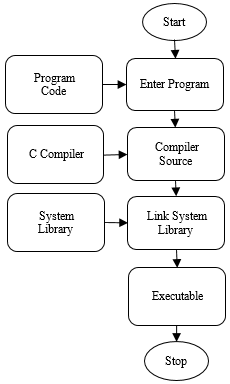 Start
Program
Code
Enter Program
C Compiler
Compiler
Source
System
Library
Link System
Library
Executable
Stop